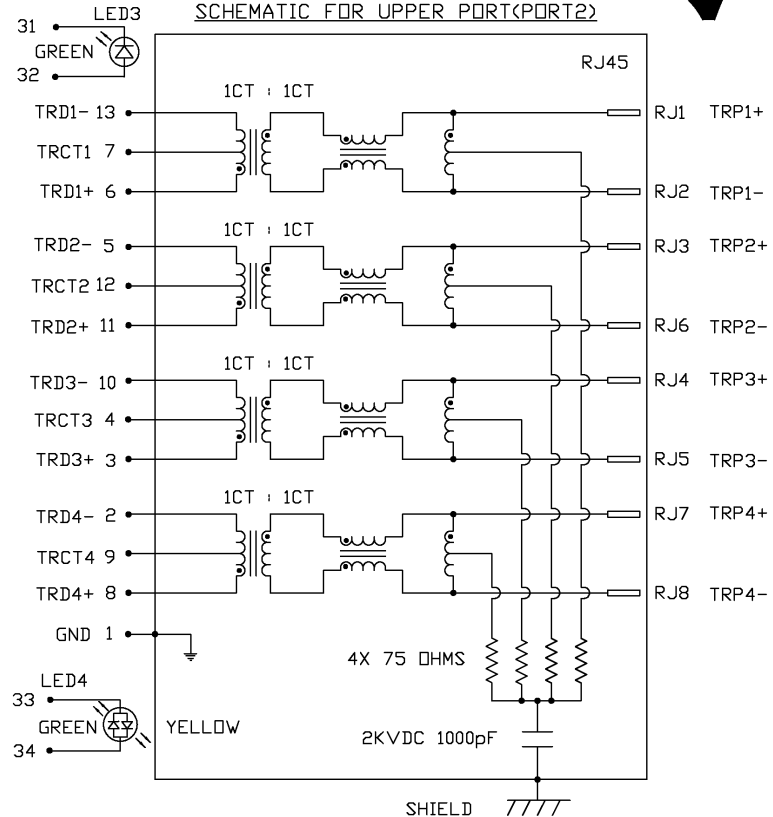 SCHEMATIC FOR UPPER PORT(PORT2)
LED3
31
GREEN
32
RJ45
1CT : 1CT
TRD1- 13
RJ1 TRP1+
TRCT1 7
TRD1+ 6
RJ2 TRP1-
1CT : 1CT
TRD2- 5
RJ3 TRP2+
TRCT2 12
TRD2+ 11
RJ6 TRP2-
1CT : 1CT
TRD3- 10
RJ4 TRP3+
TRCT3 4
TRD3+ 3
RJ5 TRP3-
1CT : 1CT
TRD4- 2
RJ7 TRP4+
TRCT4 9
TRD4+ 8
RJ8 TRP4-
GND 1
4X 75 OHMS
LED4
33
GREEN
YELLOW
34
2KVDC 1000pF
SHIELD